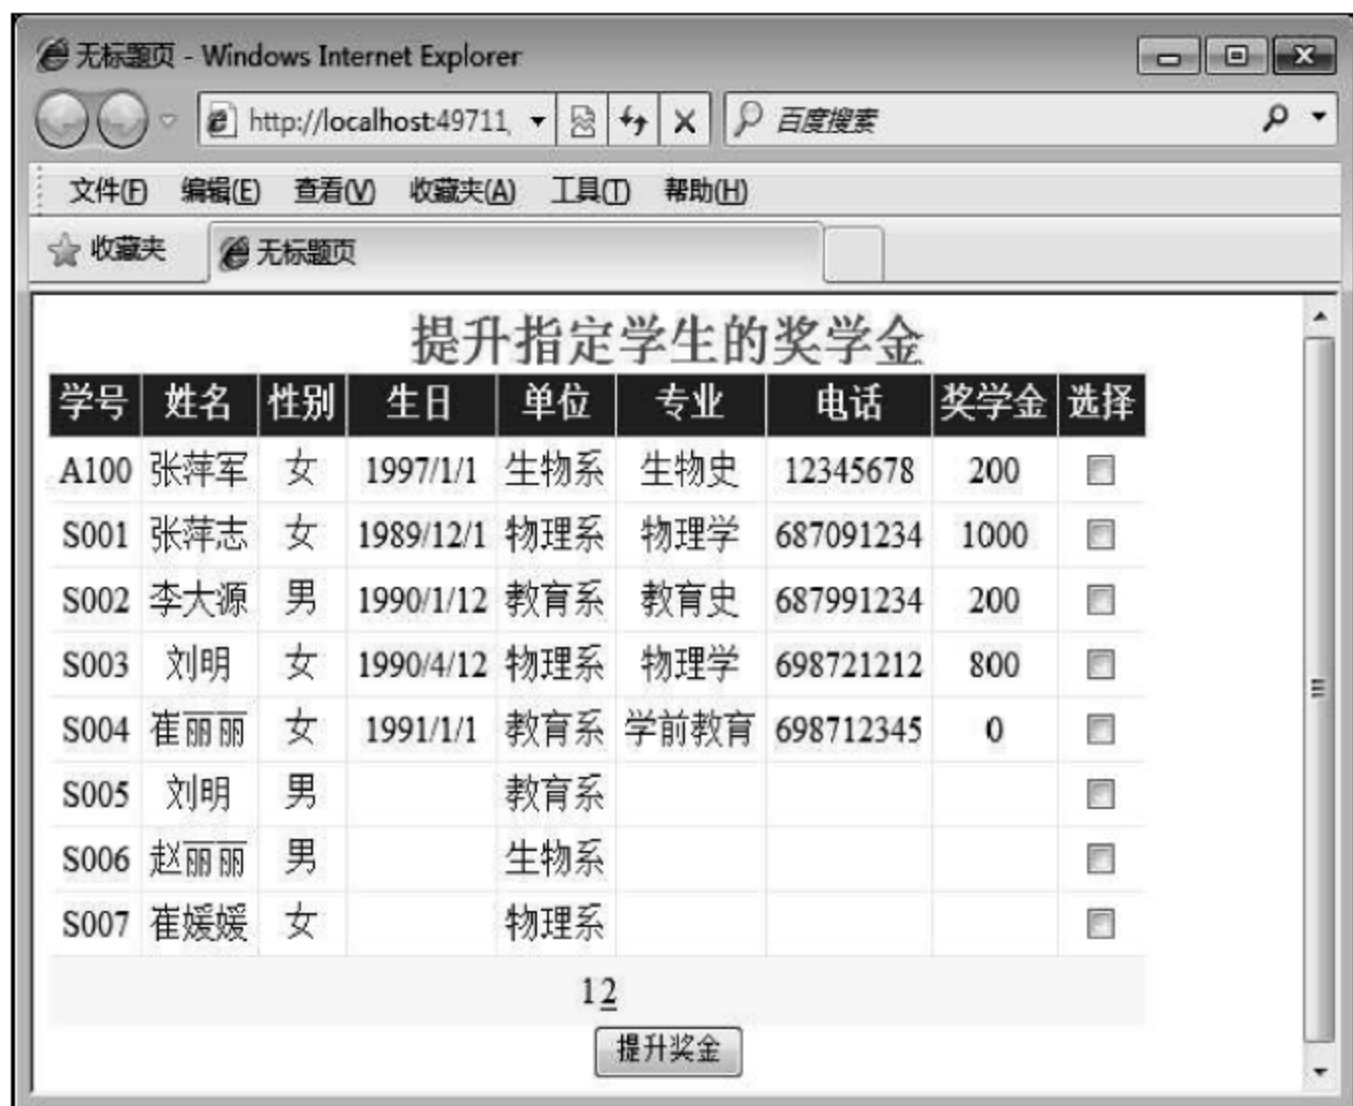 无标题页 - Windows Internet Explorer
http://localhost:49711, 百度搜索
文件(F) 编辑(E) 查看(V) 收藏夹(A) 工具(T) 帮助(H)
收藏夹 无标题页
提升指定学生的奖学金
学号 姓名 性别 生日 单位 专业 电话 奖学金 选择
A100 张萍军 女 1997/1/1 生物系 生物史 12345678 200
S001 张萍志 女 1989/12/1 物理系 物理学 687091234 1000
S002 李大源 男 1990/1/12 教育系 教育史 687991234 200
S003 刘明 女 1990/4/12 物理系 物理学 698721212 800
S004 崔丽丽 女 1991/1/1 教育系 学前教育 698712345 0
S005 刘明 男 教育系
S006 赵丽丽 男 生物系
S007 崔媛媛 女 物理系
1 2
提升奖金